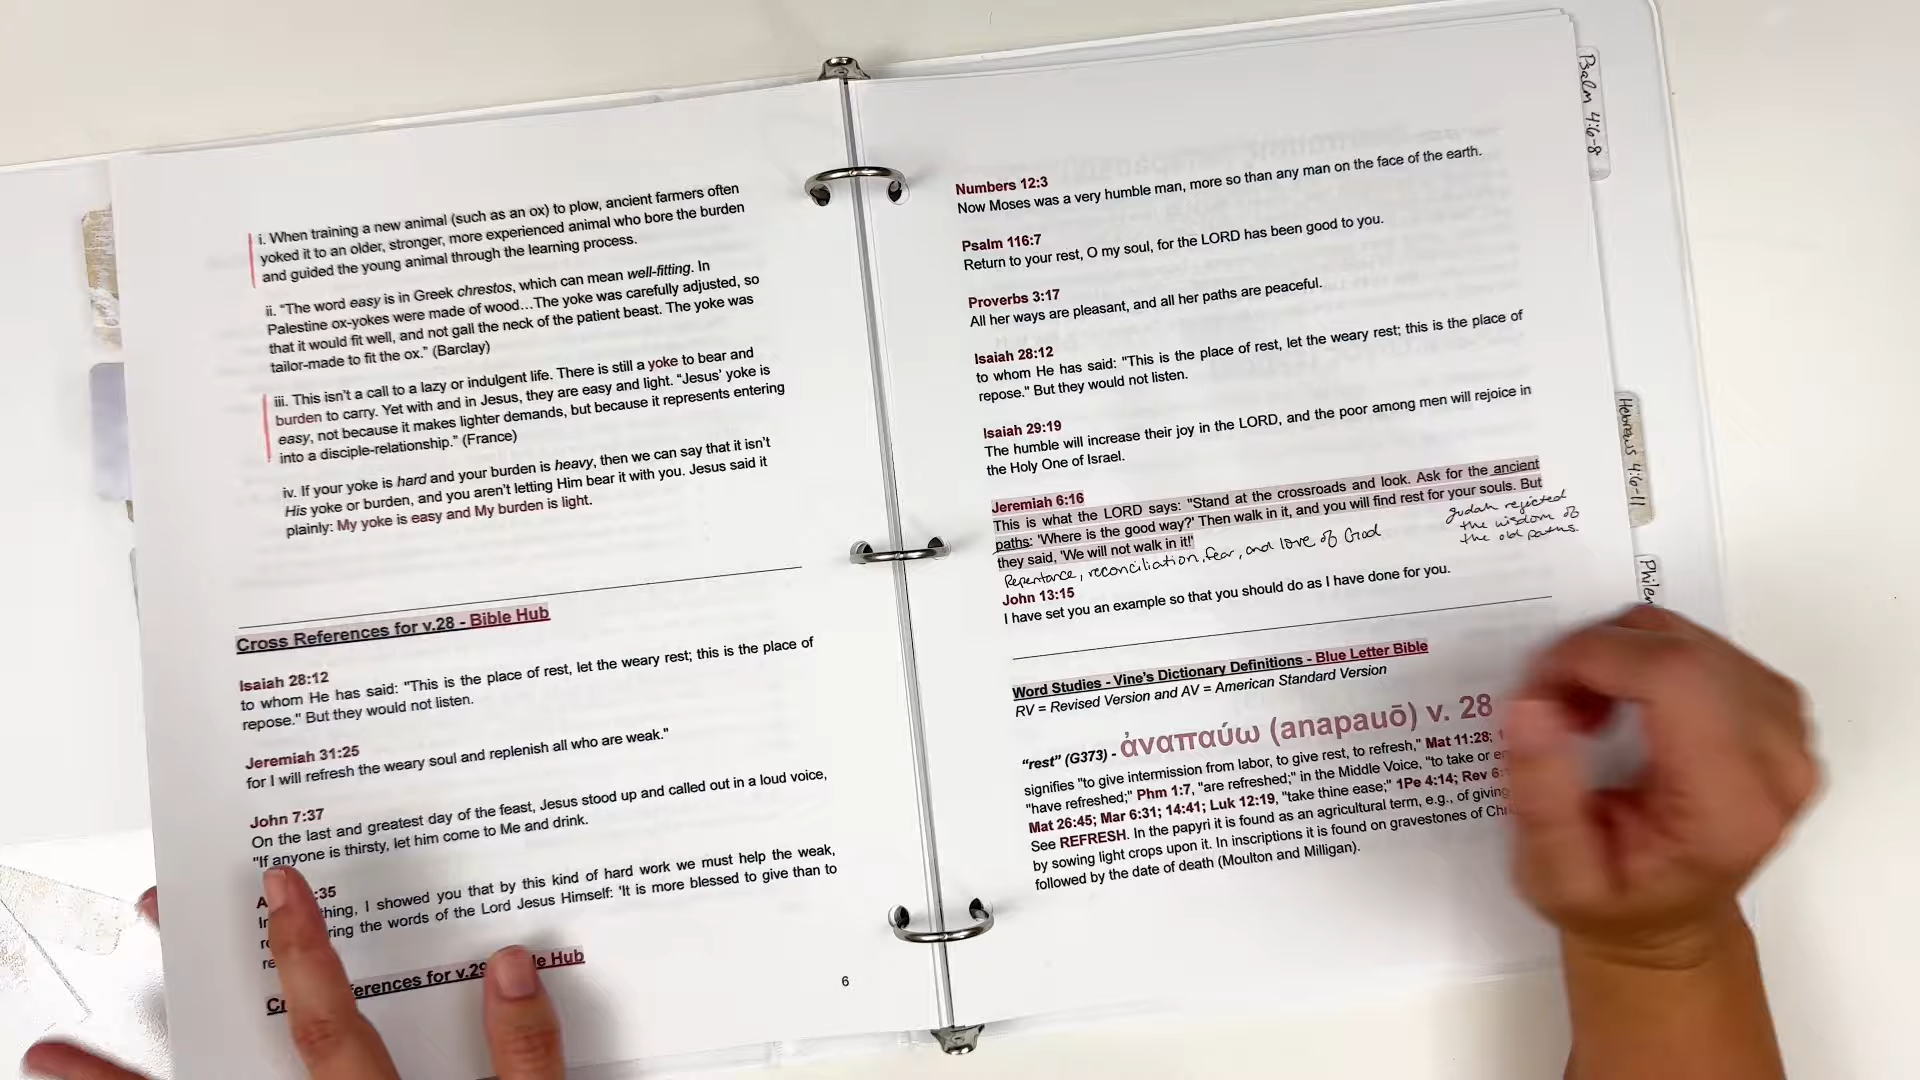 i. When training a new animal (such as an ox) to plow, ancient farmers often
yoked it to an older, stronger, more experienced animal who bore the burden
and guided the young animal through the learning process.
ii. “The word easy is in Greek chrestos, which can mean well-fitting. In
Palestine ox-yokes were made of wood…The yoke was carefully adjusted, so
that it would fit well, and not gall the neck of the patient beast. The yoke was
tailor-made to fit the ox.” (Barclay)
iii. This isn’t a call to a lazy or indulgent life. There is still a yoke to bear and
burden to carry. Yet with and in Jesus, they are easy and light. “Jesus’ yoke is
easy, not because it makes lighter demands, but because it represents entering
into a disciple-relationship.” (France)
iv. If your yoke is hard and your burden is heavy, then we can say that it isn’t
His yoke or burden, and you aren’t letting Him bear it with you. Jesus said it
plainly: My yoke is easy and My burden is light.
Cross References for v.28 - Bible Hub
Isaiah 28:12
to whom He has said: "This is the place of rest, let the weary rest; this is the place of
repose." But they would not listen.
Jeremiah 31:25
for I will refresh the weary soul and replenish all who are weak."
John 7:37
On the last and greatest day of the feast, Jesus stood up and called out in a loud voice,
"If anyone is thirsty, let him come to Me and drink.
:35
thing, I showed you that by this kind of hard work we must help the weak,
ring the words of the Lord Jesus Himself: 'It is more blessed to give than to
re
erences for v.29 Hub
6
Numbers 12:3
Now Moses was a very humble man, more so than any man on the face of the earth.
Psalm 116:7
Return to your rest, O my soul, for the LORD has been good to you.
Proverbs 3:17
All her ways are pleasant, and all her paths are peaceful.
Isaiah 28:12
to whom He has said: "This is the place of rest, let the weary rest; this is the place of
repose." But they would not listen.
Isaiah 29:19
The humble will increase their joy in the LORD, and the poor among men will rejoice in
the Holy One of Israel.
Jeremiah 6:16
This is what the LORD says: "Stand at the crossroads and look. Ask for the ancient
paths: 'Where is the good way?' Then walk in it, and you will find rest for your souls. But
they said, 'We will not walk in it!'
Judah rejected
the wisdom of
the old paths.
Repentance, reconciliation, fear, and love of God
John 13:15
I have set you an example so that you should do as I have done for you.
Word Studies - Vine's Dictionary Definitions - Blue Letter Bible
RV = Revised Version and AV = American Standard Version
“rest” (G373) - ἀναπαύω (anapauō) v. 28
signifies "to give intermission from labor, to give rest, to refresh," Mat 11:28;
"have refreshed;" Phm 1:7, "are refreshed;" in the Middle Voice, "to take or
Mat 26:45; Mar 6:31; 14:41; Luk 12:19, "take thine ease;" 1Pe 4:14; Rev 6:
See REFRESH. In the papyri it is found as an agricultural term, e.g., of giving
by sowing light crops upon it. In inscriptions it is found on gravestones of
followed by the date of death (Moulton and Milligan).
Psalm 4:6-8
Hebrews 4:6-11
Philem